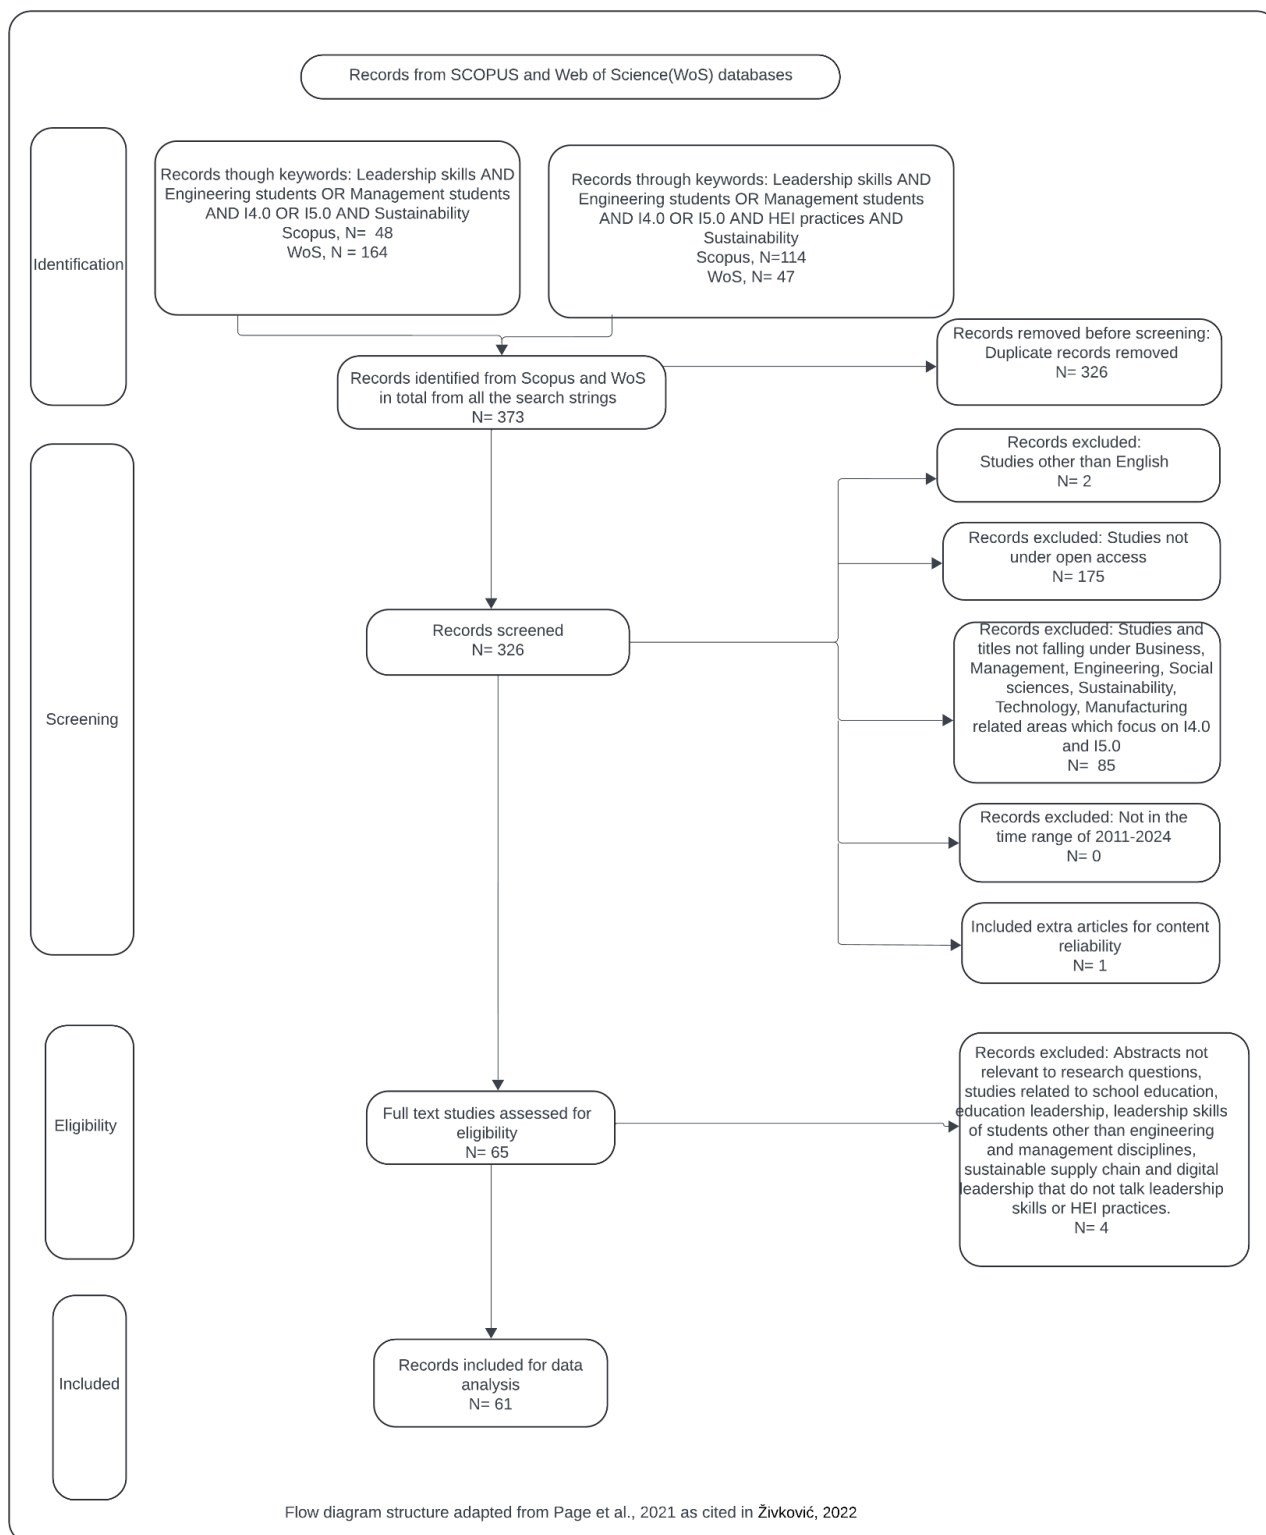 Records from SCOPUS and Web of Science(WoS) databases
Identification
Records though keywords: Leadership skills AND
Engineering students OR Management students
AND I4.0 OR I5.0 AND Sustainability
Scopus, N= 48
WoS, N = 164
Records through keywords: Leadership skills AND
Engineering students OR Management students
AND I4.0 OR I5.0 AND HEI practices AND
Sustainability
Scopus, N=114
WoS, N= 47
Records identified from Scopus and WoS
in total from all the search strings
N= 373
Records removed before screening:
Duplicate records removed
N= 326
Screening
Records screened
N= 326
Records excluded:
Studies other than English
N= 2
Records excluded: Studies not
under open access
N= 175
Records excluded: Studies and
titles not falling under Business,
Management, Engineering, Social
sciences, Sustainability,
Technology, Manufacturing
related areas which focus on I4.0
and I5.0
N= 85
Records excluded: Not in the
time range of 2011-2024
N= 0
Included extra articles for content
reliability
N= 1
Eligibility
Full text studies assessed for
eligibility
N= 65
Records excluded: Abstracts not
relevant to research questions,
studies related to school education,
education leadership, leadership skills
of students other than engineering
and management disciplines,
sustainable supply chain and digital
leadership that do not talk leadership
skills or HEI practices.
N= 4
Included
Records included for data
analysis
N= 61
Flow diagram structure adapted from Page et al., 2021 as cited in Živković, 2022